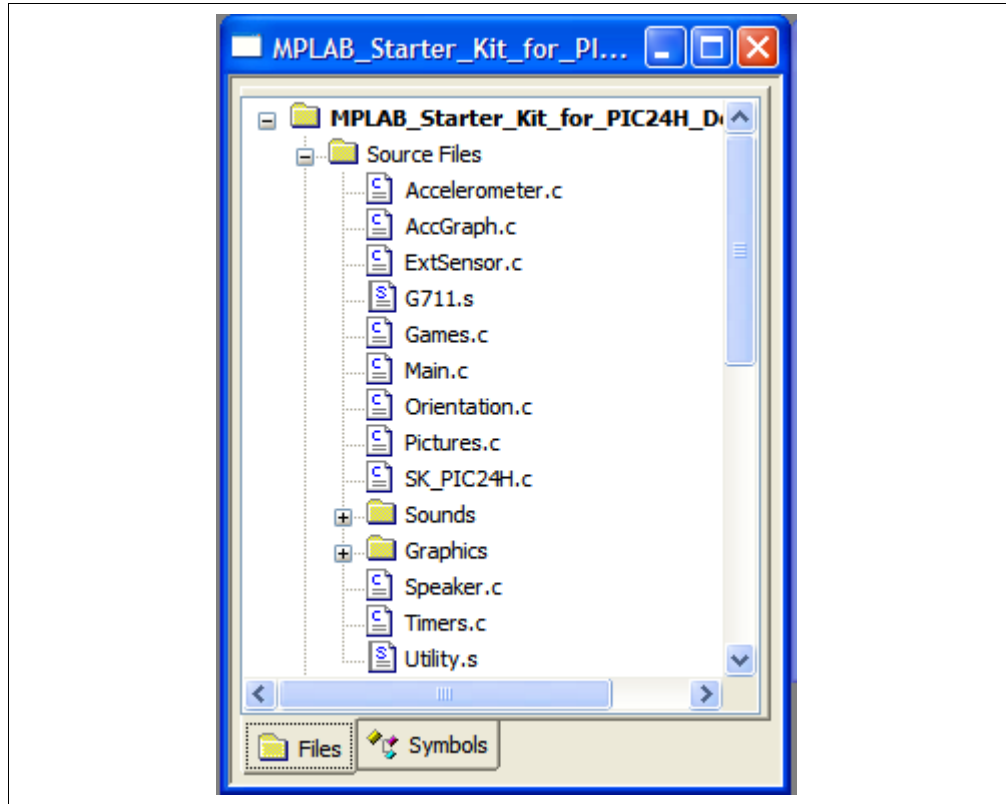 MPLAB_Starter_Kit_for_PI...
MPLAB_Starter_Kit_for_PIC24H_D
Source Files
Accelerometer.c
AccGraph.c
ExtSensor.c
G711.s
Games.c
Main.c
Orientation.c
Pictures.c
SK_PIC24H.c
Sounds
Graphics
Speaker.c
Timers.c
Utility.s
Files
Symbols